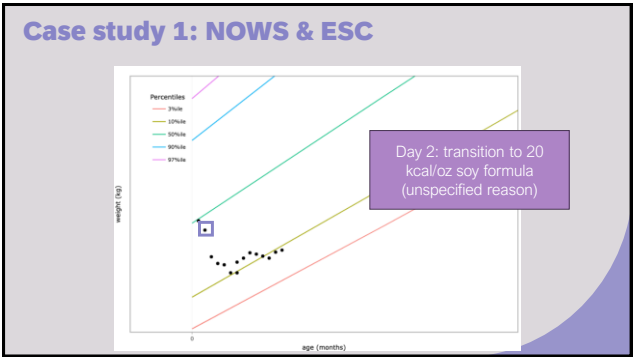 Case study 1: NOWS & ESC
Percentiles
3%ile
10%ile
50%ile
90%ile
97%ile
Day 2: transition to 20
kcal/oz soy formula
(unspecified reason)
weight (kg)
0
age (months)